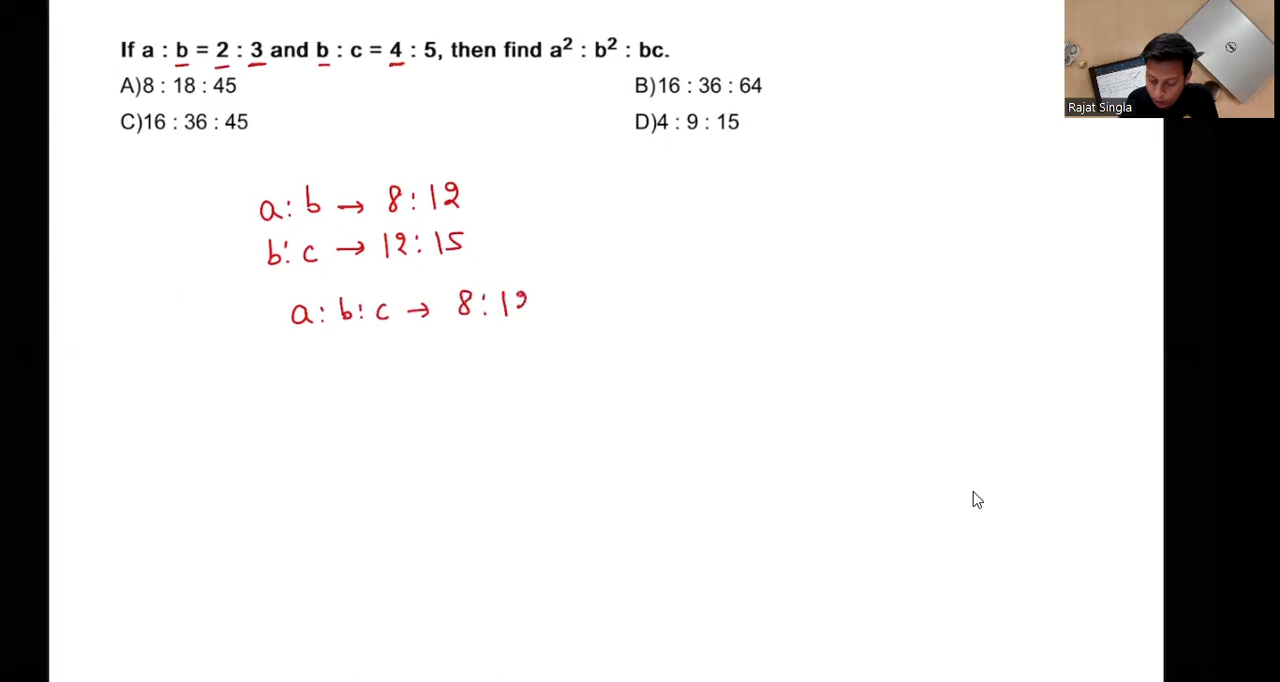 If a : b = 2 : 3 and b : c = 4 : 5, then find a² : b² : bc.
A)8 : 18 : 45
B)16 : 36 : 64
C)16 : 36 : 45
D)4 : 9 : 15
Rajat Singla
a : b → 8 : 12
b : c → 12 : 15
a : b : c → 8 : 12